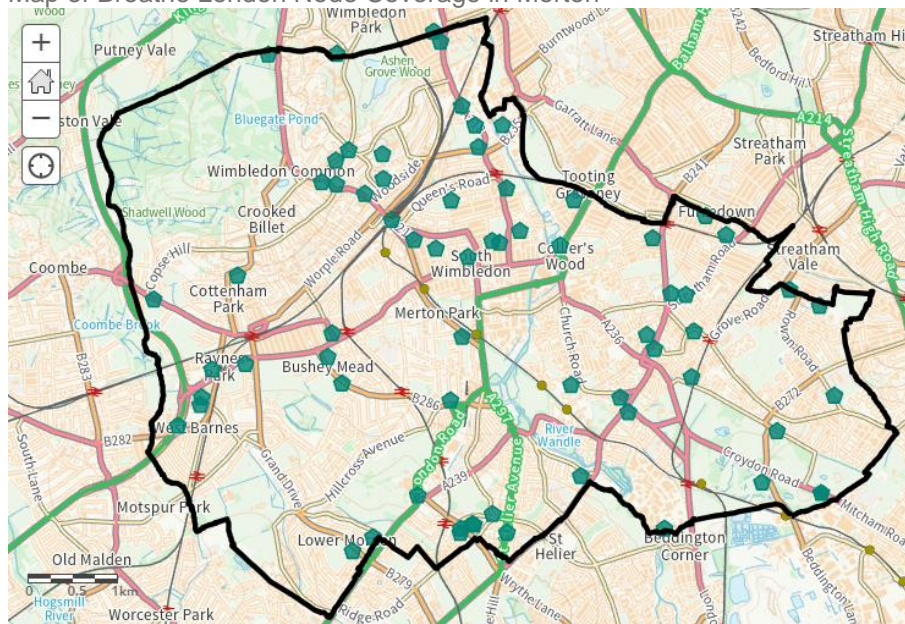 Map of Breathe London Node Coverage in Merton
Wimbledon
Park
Putney Vale
Ashen
Grove Wood
Burntwood Lane
B242
Bedford Hill
Balham H
Streatham Hi
Bluegate Pond
Garratt Lane
A214
Streatham
Park
B235
Wimbledon Common
Woodside
Queen's Road
Tooting
Graveney
B241
Streatham High Road
Shadwell Wood
Crooked
Billet
Furzedown
Coombe
Copse Hill
Worple Road
South
Wimbledon
Collier's
Wood
Streatham
Vale
Cottenham
Park
Coombe Brook
Merton Park
Church Road
A236
Grove Road
Rowan Road
B283
Raynes
Park
Bushey Mead
B286
A297
B272
West Barnes
B282
South Lane
Grand Drive
Hillcross Avenue
A239
River
Wandle
Croydon Road
Mitcham Road
Motspur Park
Lower Morden
St
Helier
Beddington
Corner
Old Malden
B279
0 0.5 1km
Hogsmill
River
Worcester Park
Ridge Road
Wrythe Lane
Beddington Lane